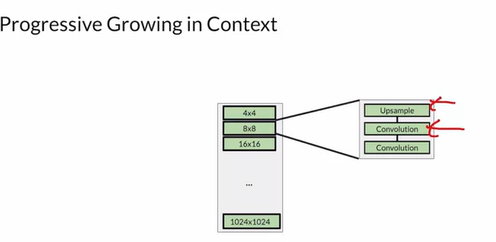 Progressive Growing in Context
4x4
8x8
16x16
...
1024x1024
Upsample
Convolution
Convolution